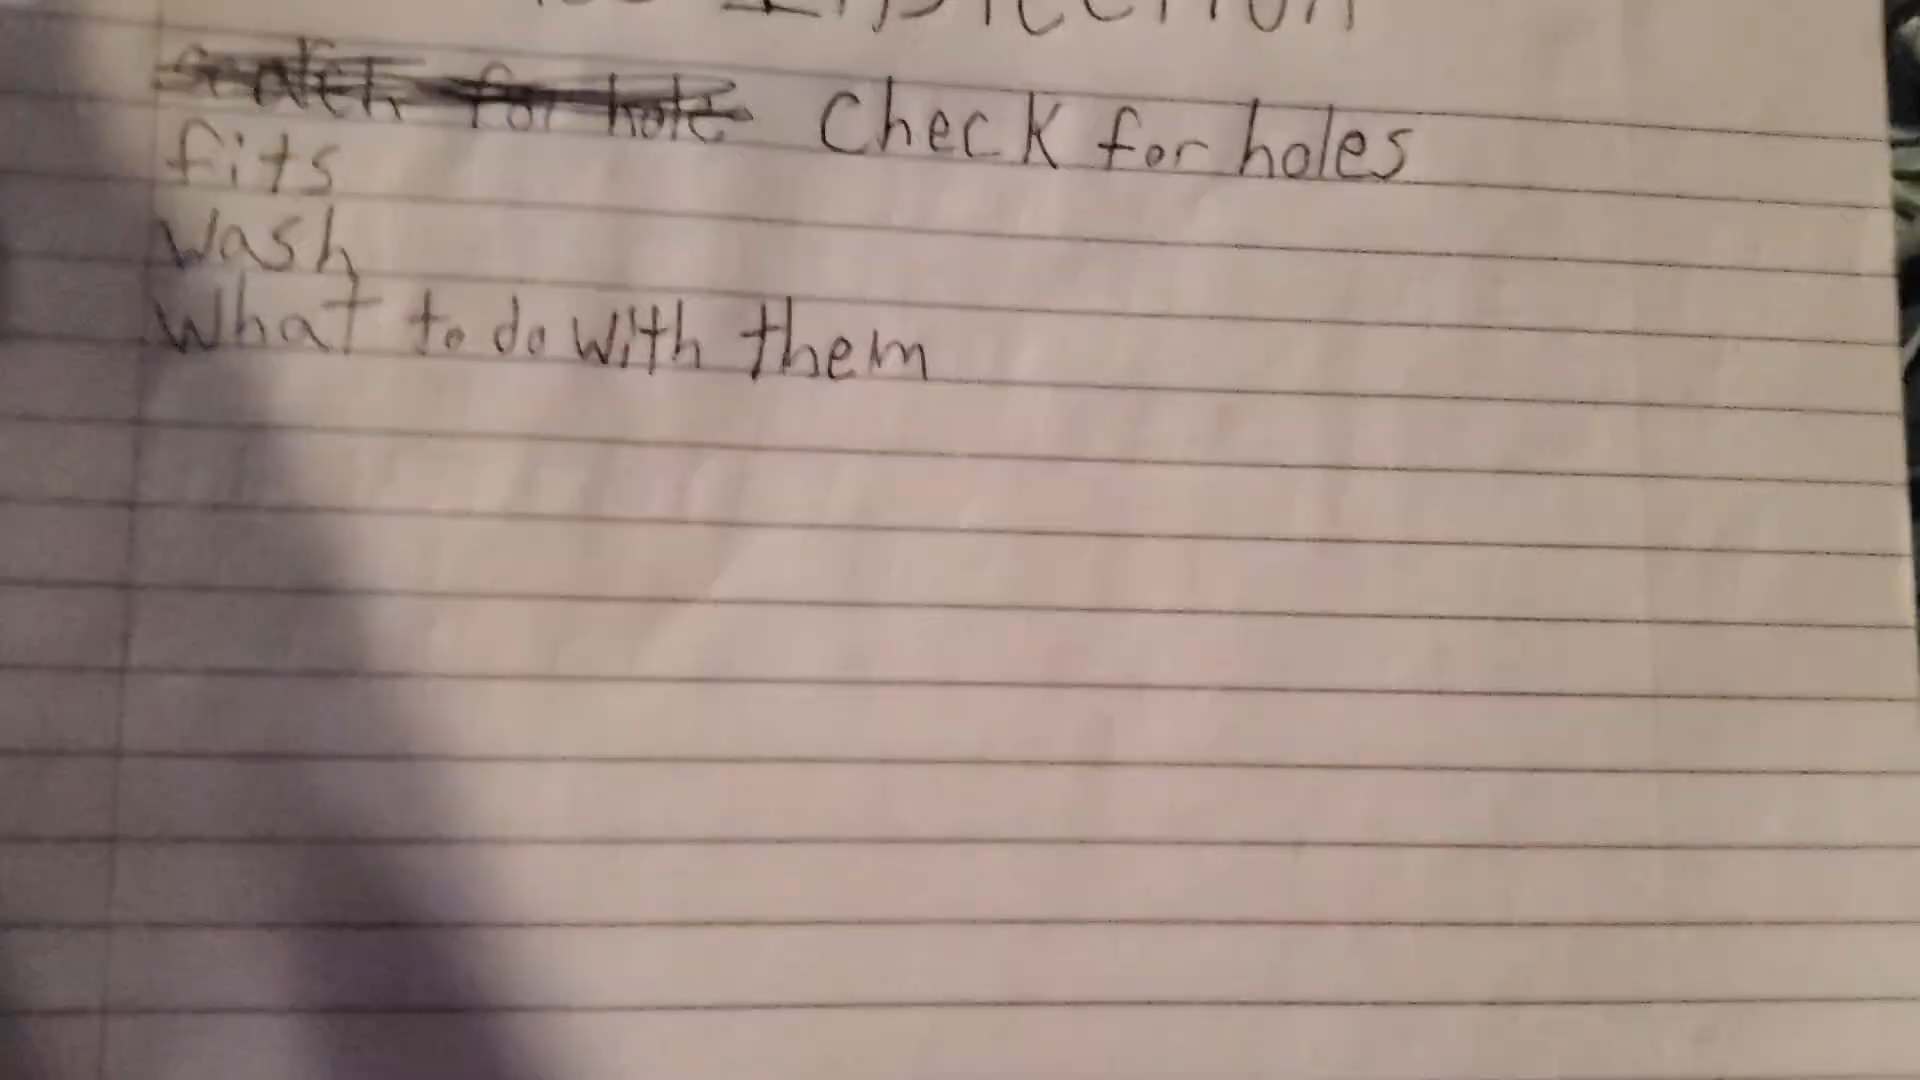 Check for holes
fits
Wash
What to do with them